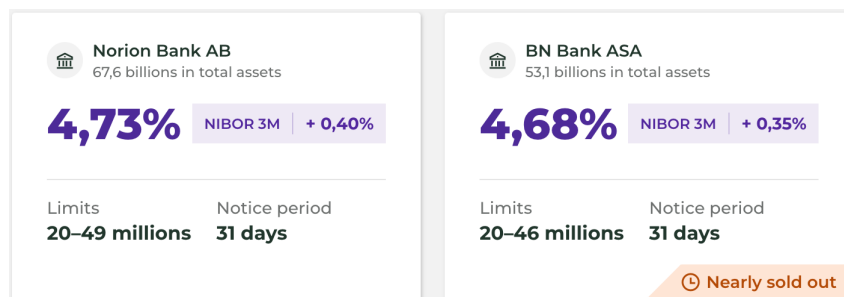 Norion Bank AB
67,6 billions in total assets
4,73% NIBOR 3M + 0,40%
Limits Notice period
20–49 millions 31 days
BN Bank ASA
53,1 billions in total assets
4,68% NIBOR 3M + 0,35%
Limits Notice period
20–46 millions 31 days
Nearly sold out